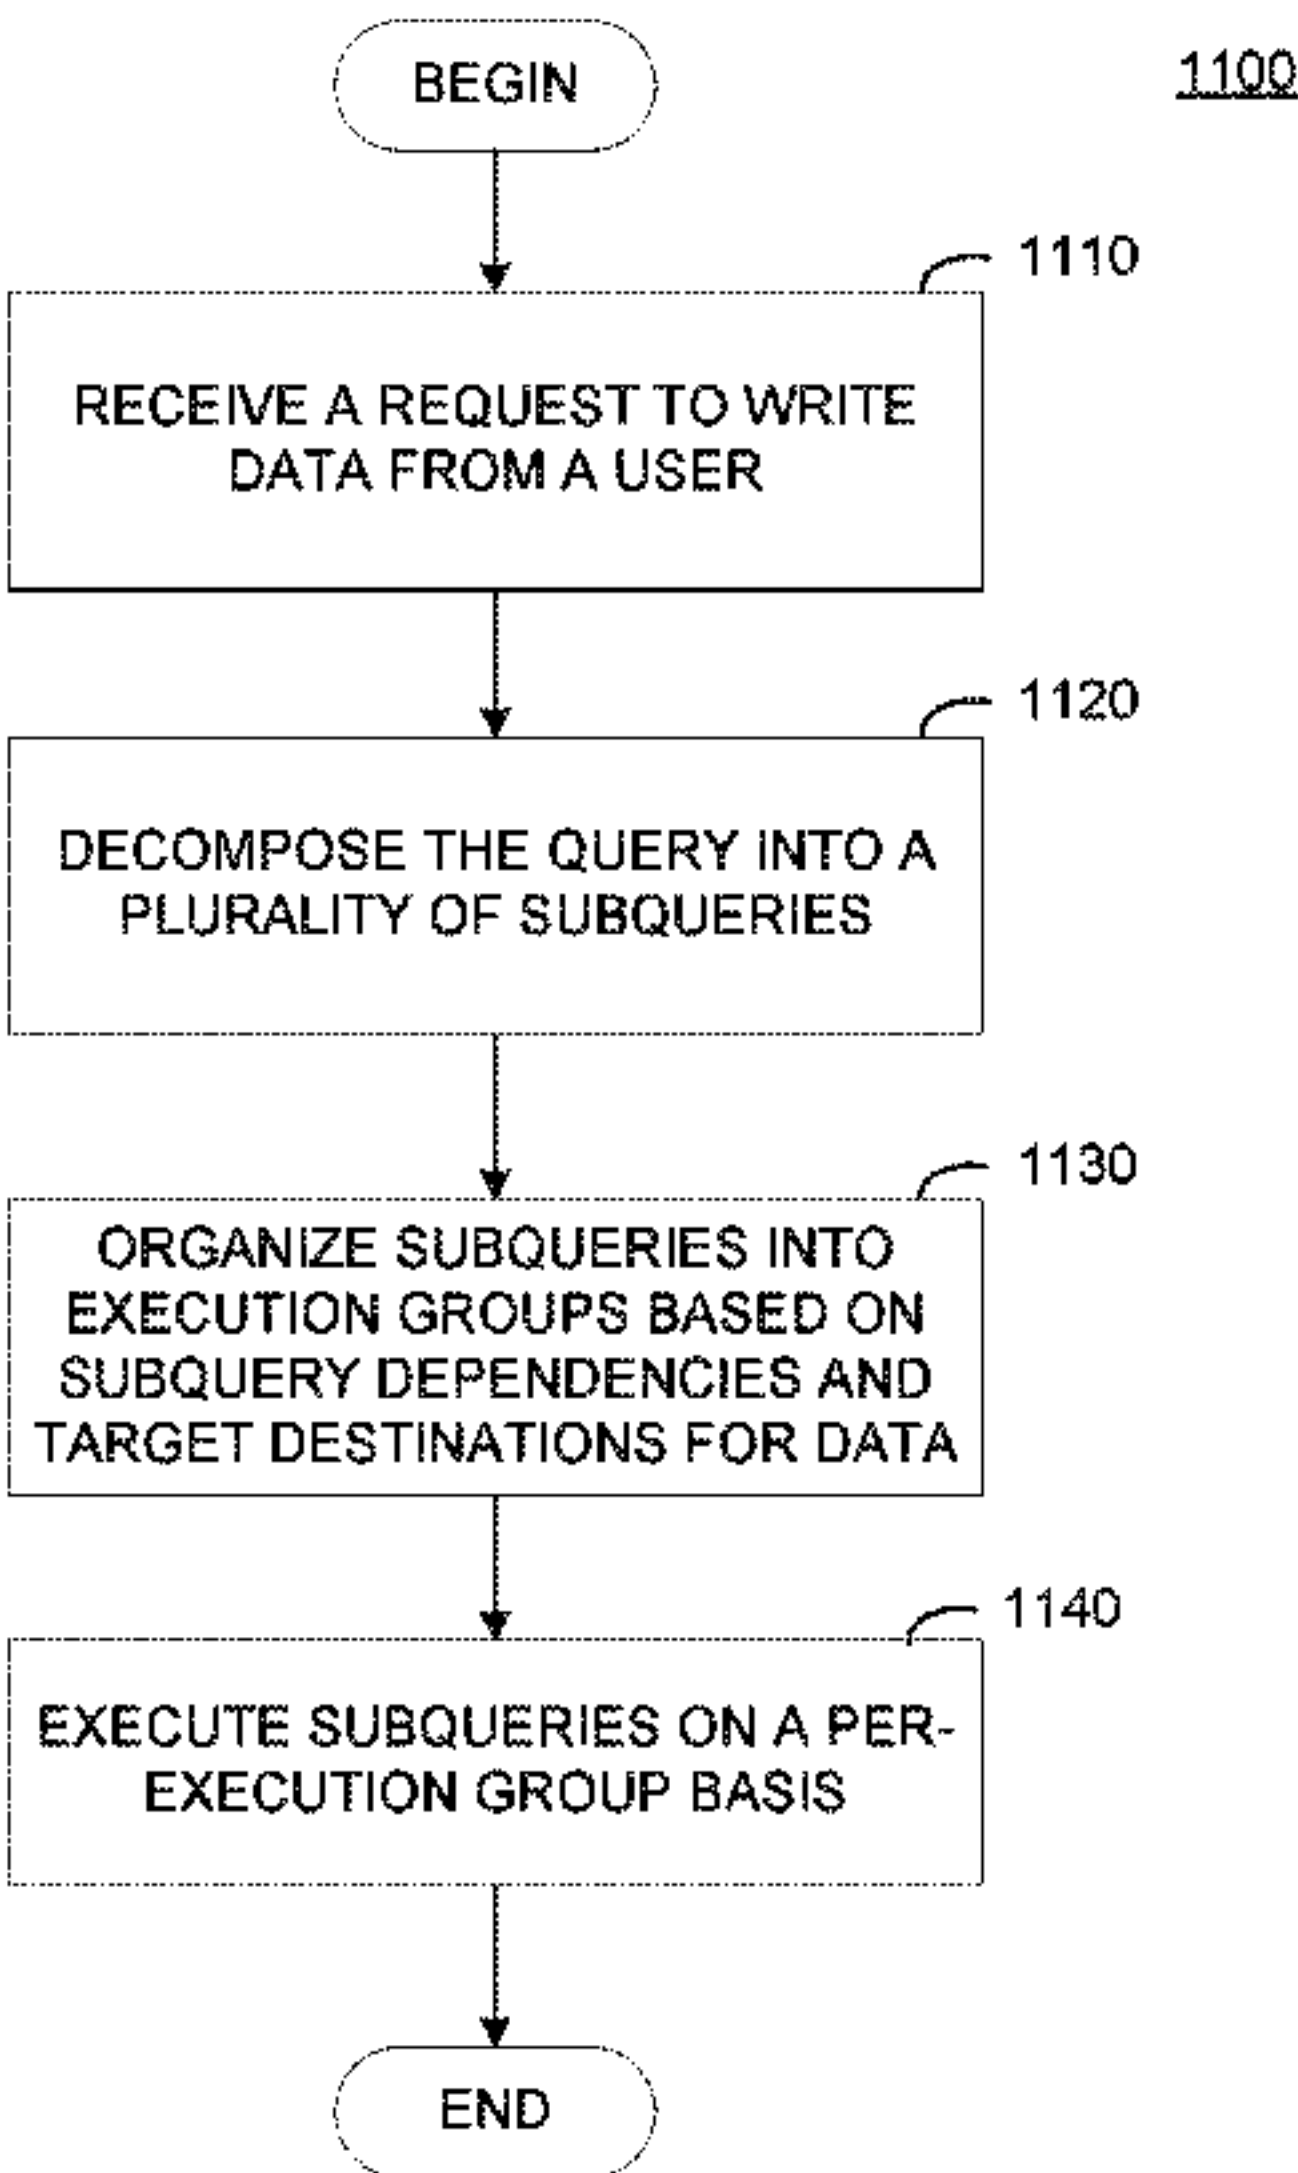 BEGIN
1100
1110
RECEIVE A REQUEST TO WRITE
DATA FROM A USER
1120
DECOMPOSE THE QUERY INTO A
PLURALITY OF SUBQUERIES
1130
ORGANIZE SUBQUERIES INTO
EXECUTION GROUPS BASED ON
SUBQUERY DEPENDENCIES AND
TARGET DESTINATIONS FOR DATA
1140
EXECUTE SUBQUERIES ON A PER-
EXECUTION GROUP BASIS
END